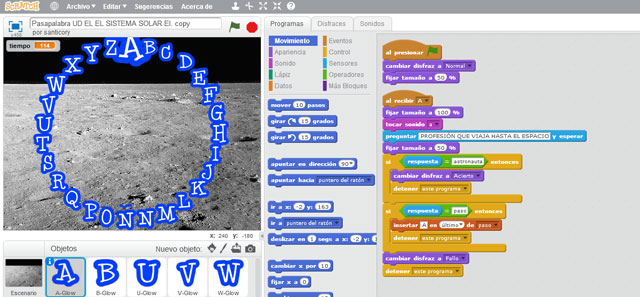 SCRATCH
Archivo ▾ Editar ▾ Sugerencias Acerca de
Pasapalabra UD EL EL SISTEMA SOLAR El copy
por santicory
tiempo 114
A B C D E F G H I J K L M N Ñ O P Q R S T U V W X Y Z
x: 240 y: -180
Objetos Nuevo objeto:
Escenario
A-Glow B-Glow U-Glow V-Glow W-Glow
Programas Disfraces Sonidos
Movimiento Eventos
Apariencia Control
Sonido Sensores
Lápiz Operadores
Datos Más Bloques
mover 10 pasos
girar 15 grados
girar 15 grados
apuntar en dirección 90
apuntar hacia puntero del ratón
ir a x: -2 y: 163
ir a puntero del ratón
deslizar en 1 segs a x: -2 y:
cambiar x por 10
fijar x a 0
al presionar
cambiar disfraz a Normal
fijar tamaño a 50 %
al recibir A
fijar tamaño a 100 %
tocar sonido
preguntar PROFESIÓN QUE VIAJA HASTA EL ESPACIO y esperar
fijar tamaño a 50 %
si respuesta = astronauta entonces
cambiar disfraz a Acierto
detener este programa
si respuesta = paso entonces
insertar A en último de paso
detener este programa
cambiar disfraz a Fallo
detener este programa